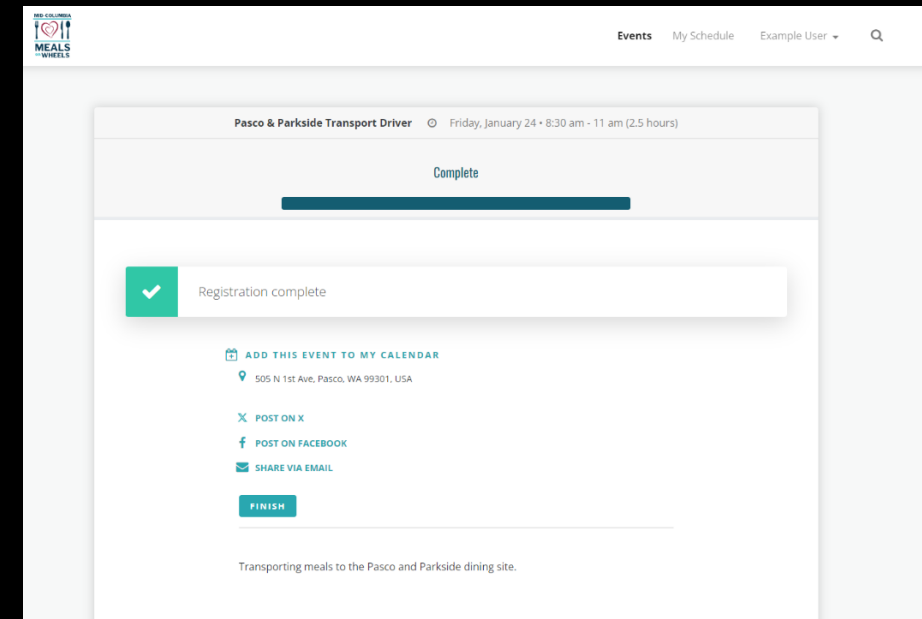 MID-COLUMBIA
MEALS
ON WHEELS
Events My Schedule Example User
Pasco & Parkside Transport Driver Friday, January 24 • 8:30 am - 11 am (2.5 hours)
Complete
Registration complete
ADD THIS EVENT TO MY CALENDAR
505 N 1st Ave, Pasco, WA 99301, USA
POST ON X
POST ON FACEBOOK
SHARE VIA EMAIL
FINISH
Transporting meals to the Pasco and Parkside dining site.